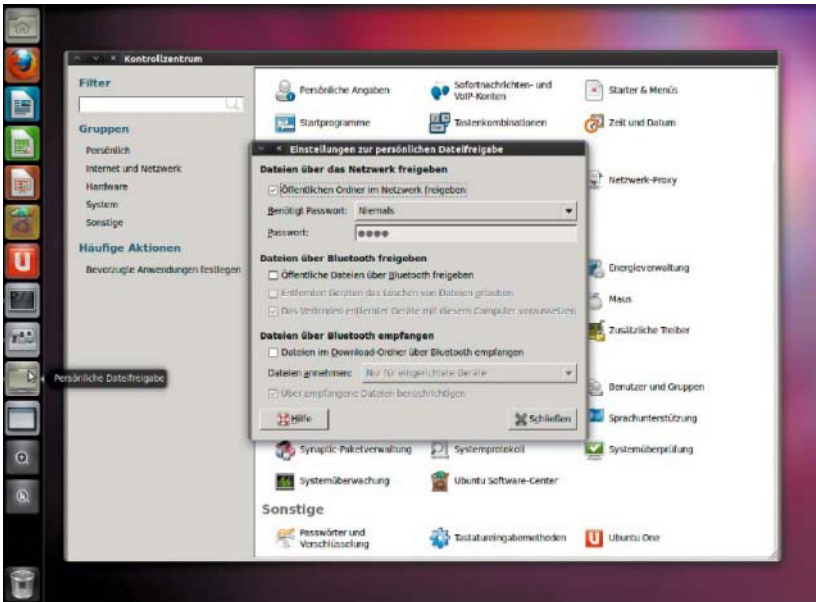 Kontrollzentrum
Filter
Gruppen
Persönlich
Internet und Netzwerk
Hardware
System
Sonstige
Häufige Aktionen
Bevorzugte Anwendungen festlegen
Persönliche Angaben
Sofortnachrichten- und
VoIP-Konten
Starter & Menüs
Startprogramme
Tastenkombinationen
Zeit und Datum
Einstellungen zur persönlichen Dateifreigabe
Dateien über das Netzwerk freigeben
Öffentlichen Ordner im Netzwerk freigeben
Benötigt Passwort: Niemals
Passwort:
Dateien über Bluetooth freigeben
Öffentliche Dateien über Bluetooth freigeben
Entfernten Geräten das Löschen von Dateien erlauben
Das Verbinden entfernter Geräte mit diesem Computer voraussetzen
Dateien über Bluetooth empfangen
Dateien im Download-Ordner über Bluetooth empfangen
Dateien annehmen: Nur für eingerichtete Geräte
Über empfangene Dateien benachrichtigen
Hilfe
Schließen
Netzwerk-Proxy
Energieverwaltung
Maus
Zusätzliche Treiber
Persönliche Dateifreigabe
Benutzer und Gruppen
Sprachunterstützung
Synaptic-Paketverwaltung
Systemprotokoll
Systemüberprüfung
Systemüberwachung
Ubuntu Software-Center
Sonstige
Passwörter und
Verschlüsselung
Tastatureingabemethoden
Ubuntu One